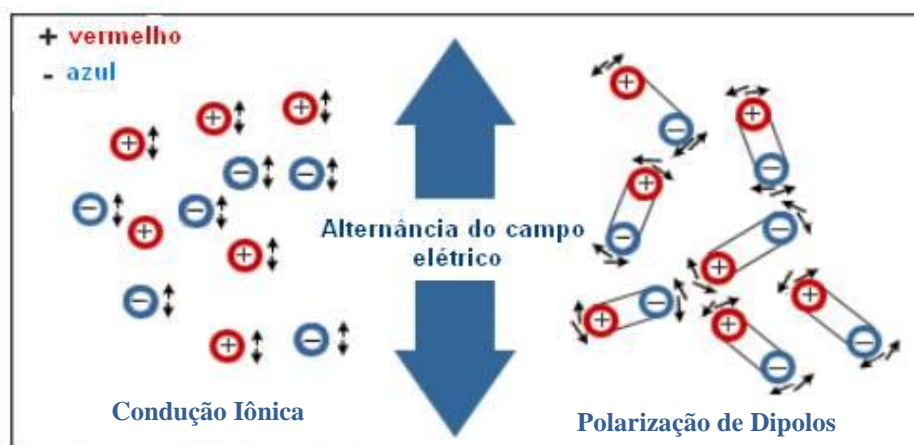 + vermelho
- azul
Alternância do campo
elétrico
Condução Iônica
Polarização de Dipolos